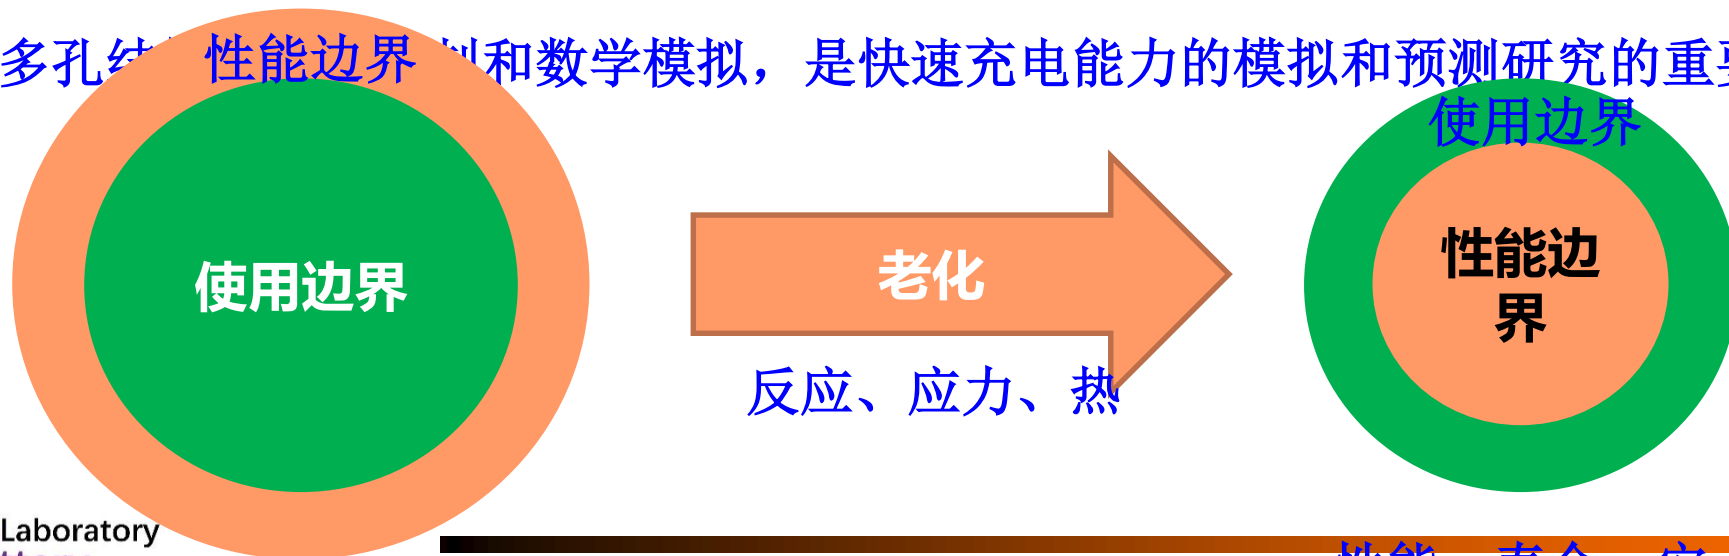 多孔结
性能边界
和数学模拟，是快速充电能力的模拟和预测研究的重要
使用边界
使用边界
老化
性能边
界
反应、应力、热
Laboratory